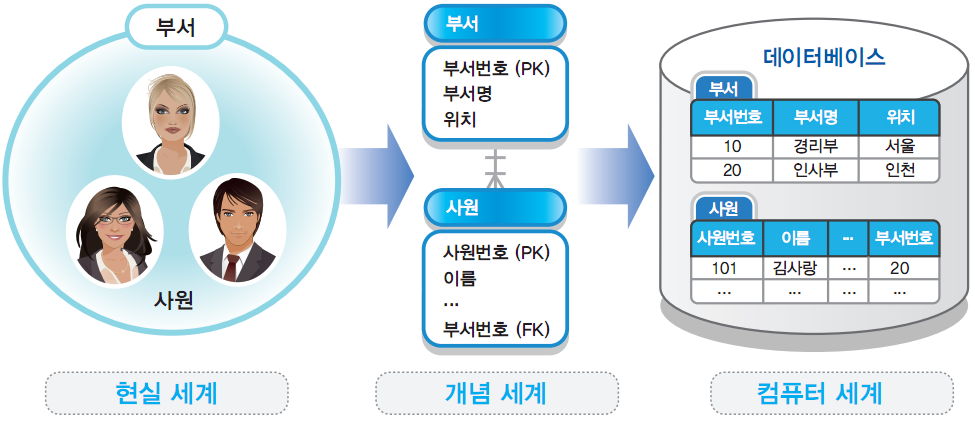 부서
사원
현실 세계
부서
부서번호 (PK)
부서명
위치
사원
사원번호 (PK)
이름
...
부서번호 (FK)
개념 세계
데이터베이스
부서
부서번호 부서명 위치
10 경리부 서울
20 인사부 인천
사원
사원번호 이름 ... 부서번호
101 김사랑 ... 20
... ... ... ...
컴퓨터 세계